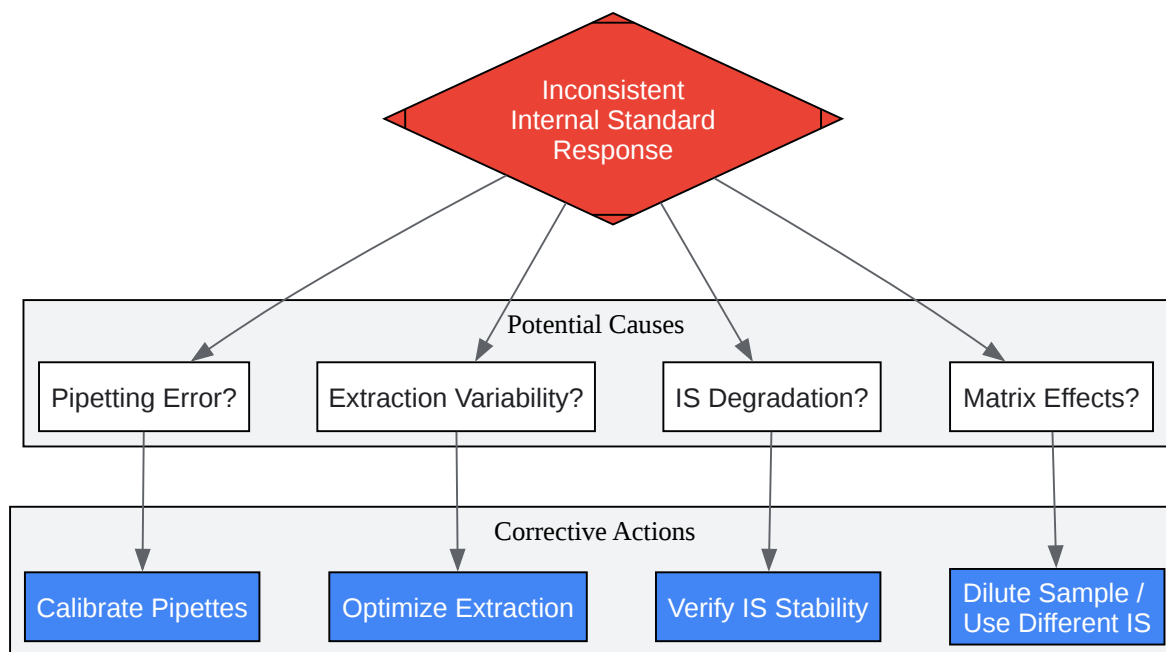 Inconsistent
Internal Standard
Response
Potential Causes
Pipetting Error?
Extraction Variability?
IS Degradation?
Matrix Effects?
Corrective Actions
Calibrate Pipettes
Optimize Extraction
Verify IS Stability
Dilute Sample /
Use Different IS